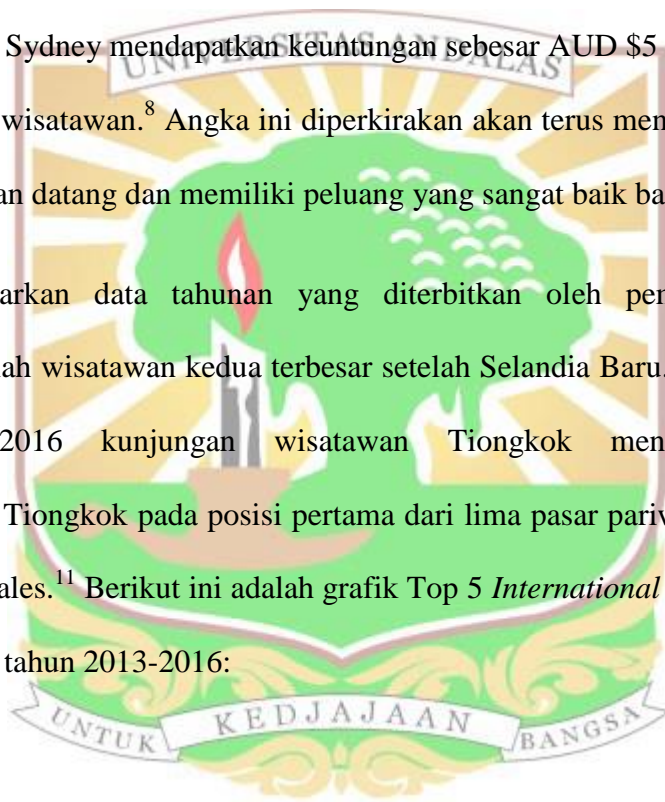 Sydney mendapatkan keuntungan sebesar AUD $5
UNIVERSITAS ANDALAS
wisatawan.8 Angka ini diperkirakan akan terus men
an datang dan memiliki peluang yang sangat baik ba
arkan data tahunan yang diterbitkan oleh pem
lah wisatawan kedua terbesar setelah Selandia Baru.
2016 kunjungan wisatawan Tiongkok men
Tiongkok pada posisi pertama dari lima pasar pariw
ales.11 Berikut ini adalah grafik Top 5 International
tahun 2013-2016:
UNTUK KEDJAJAAN BANGSA